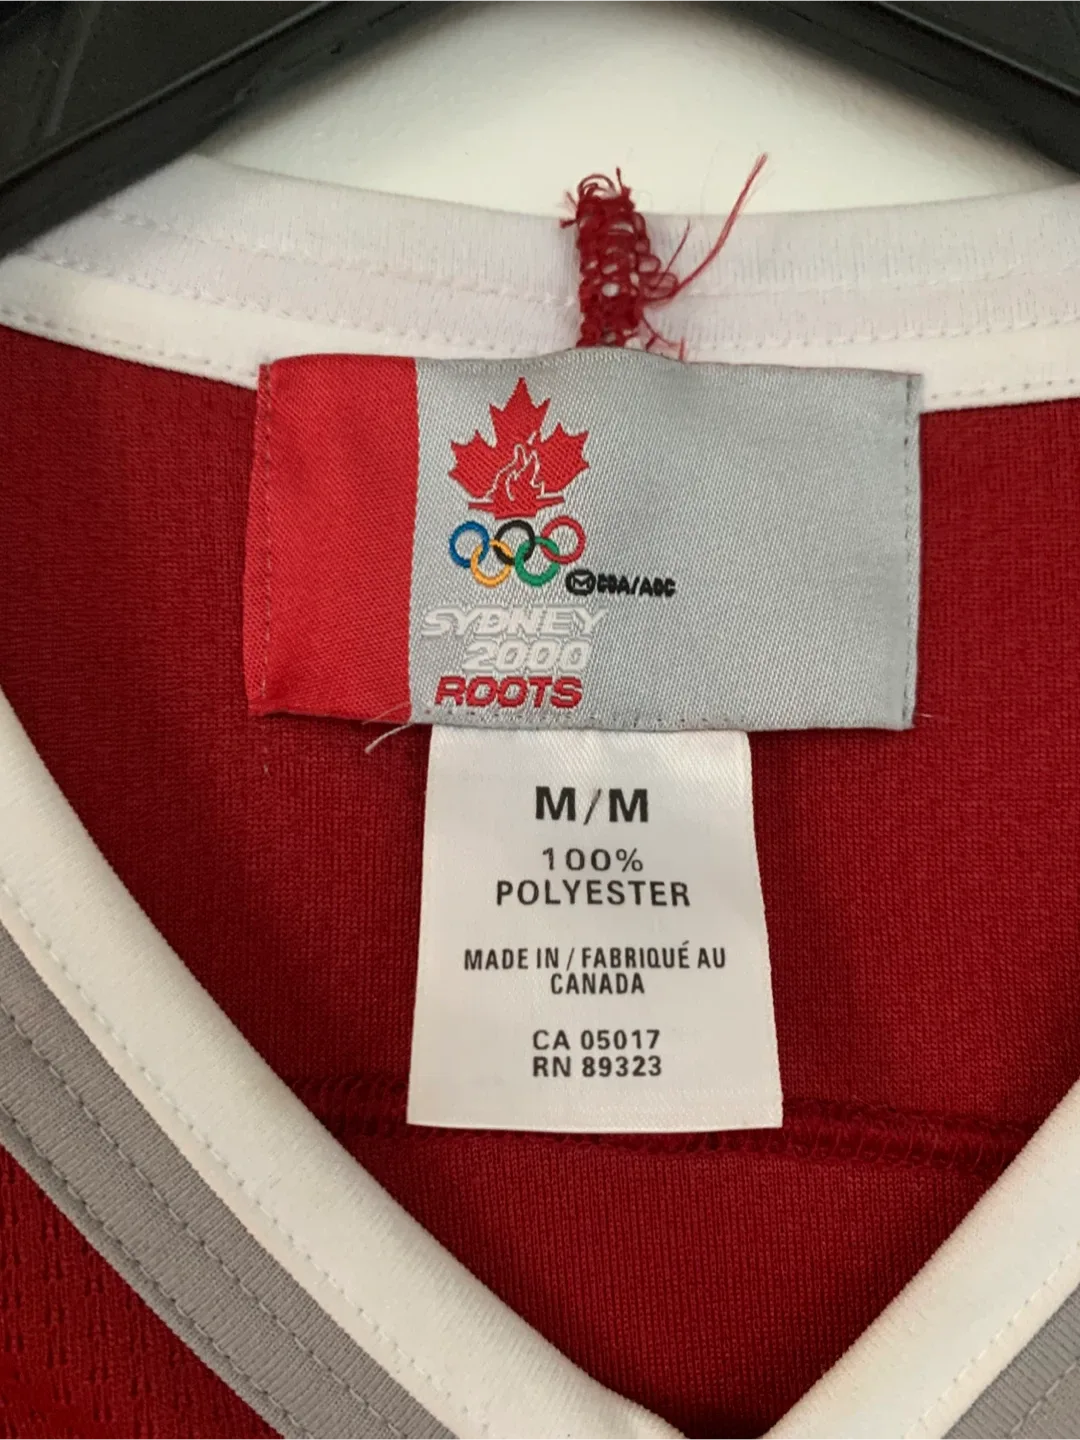 M COA/AOC
SYDNEY
2000
ROOTS
M/M
100%
POLYESTER
MADE IN / FABRIQUÉ AU
CANADA
CA 05017
RN 89323